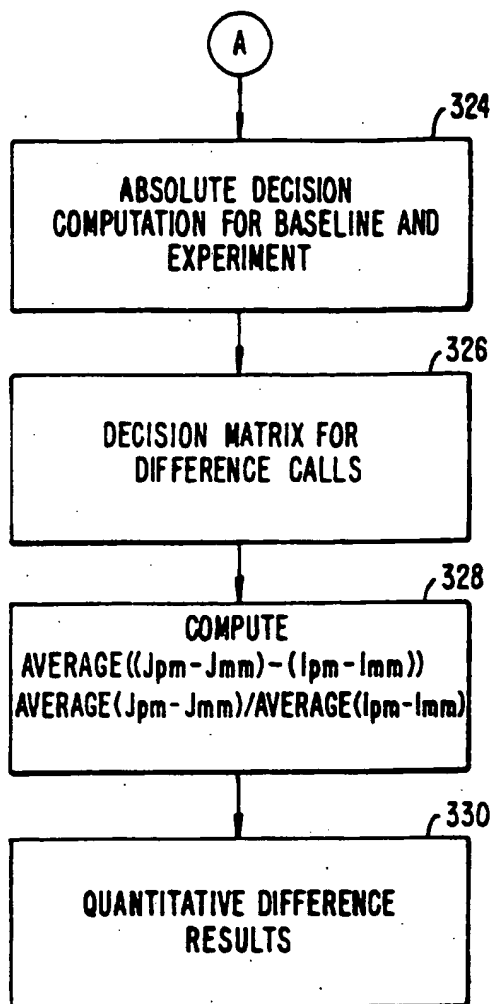 A
324
ABSOLUTE DECISION
COMPUTATION FOR BASELINE AND
EXPERIMENT
326
DECISION MATRIX FOR
DIFFERENCE CALLS
328
COMPUTE
AVERAGE((Jpm-Jmm)-(Ipm-Imm))
AVERAGE(Jpm-Jmm)/AVERAGE(Ipm-Imm)
330
QUANTITATIVE DIFFERENCE
RESULTS